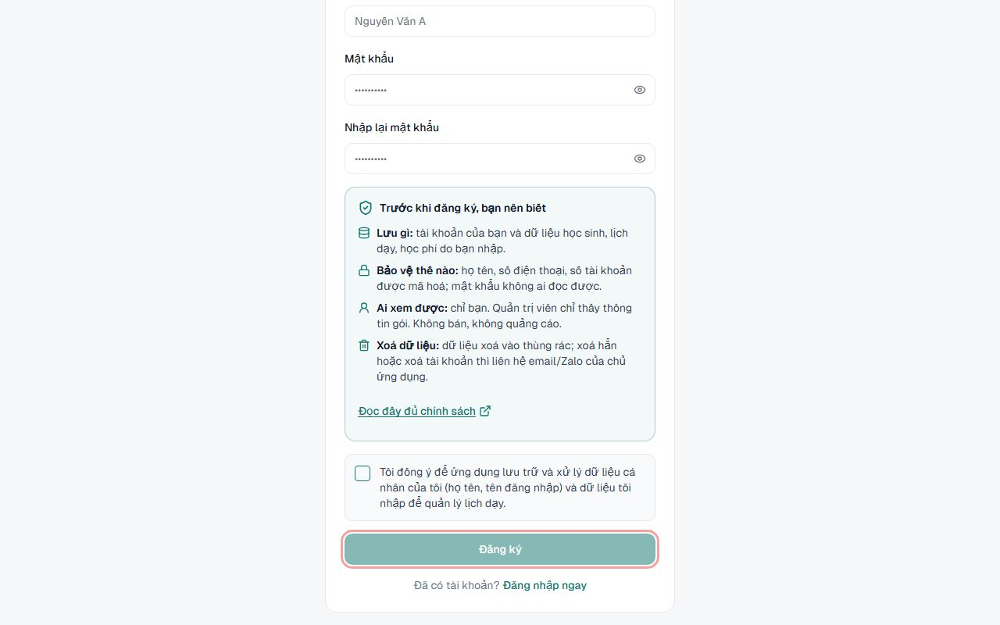 Nguyễn Văn A
Mật khẩu
••••••••••
Nhập lại mật khẩu
••••••••••
Trước khi đăng ký, bạn nên biết
Lưu gì: tài khoản của bạn và dữ liệu học sinh, lịch
dạy, học phí do bạn nhập.
Bảo vệ thế nào: họ tên, số điện thoại, số tài khoản
được mã hoá; mật khẩu không ai đọc được.
Ai xem được: chỉ bạn. Quản trị viên chỉ thấy thông
tin gói. Không bán, không quảng cáo.
Xoá dữ liệu: dữ liệu xoá vào thùng rác; xoá hẳn
hoặc xoá tài khoản thì liên hệ email/Zalo của chủ
ứng dụng.
Đọc đầy đủ chính sách
Tôi đồng ý để ứng dụng lưu trữ và xử lý dữ liệu cá
nhân của tôi (họ tên, tên đăng nhập) và dữ liệu tôi
nhập để quản lý lịch dạy.
Đăng ký
Đã có tài khoản? Đăng nhập ngay